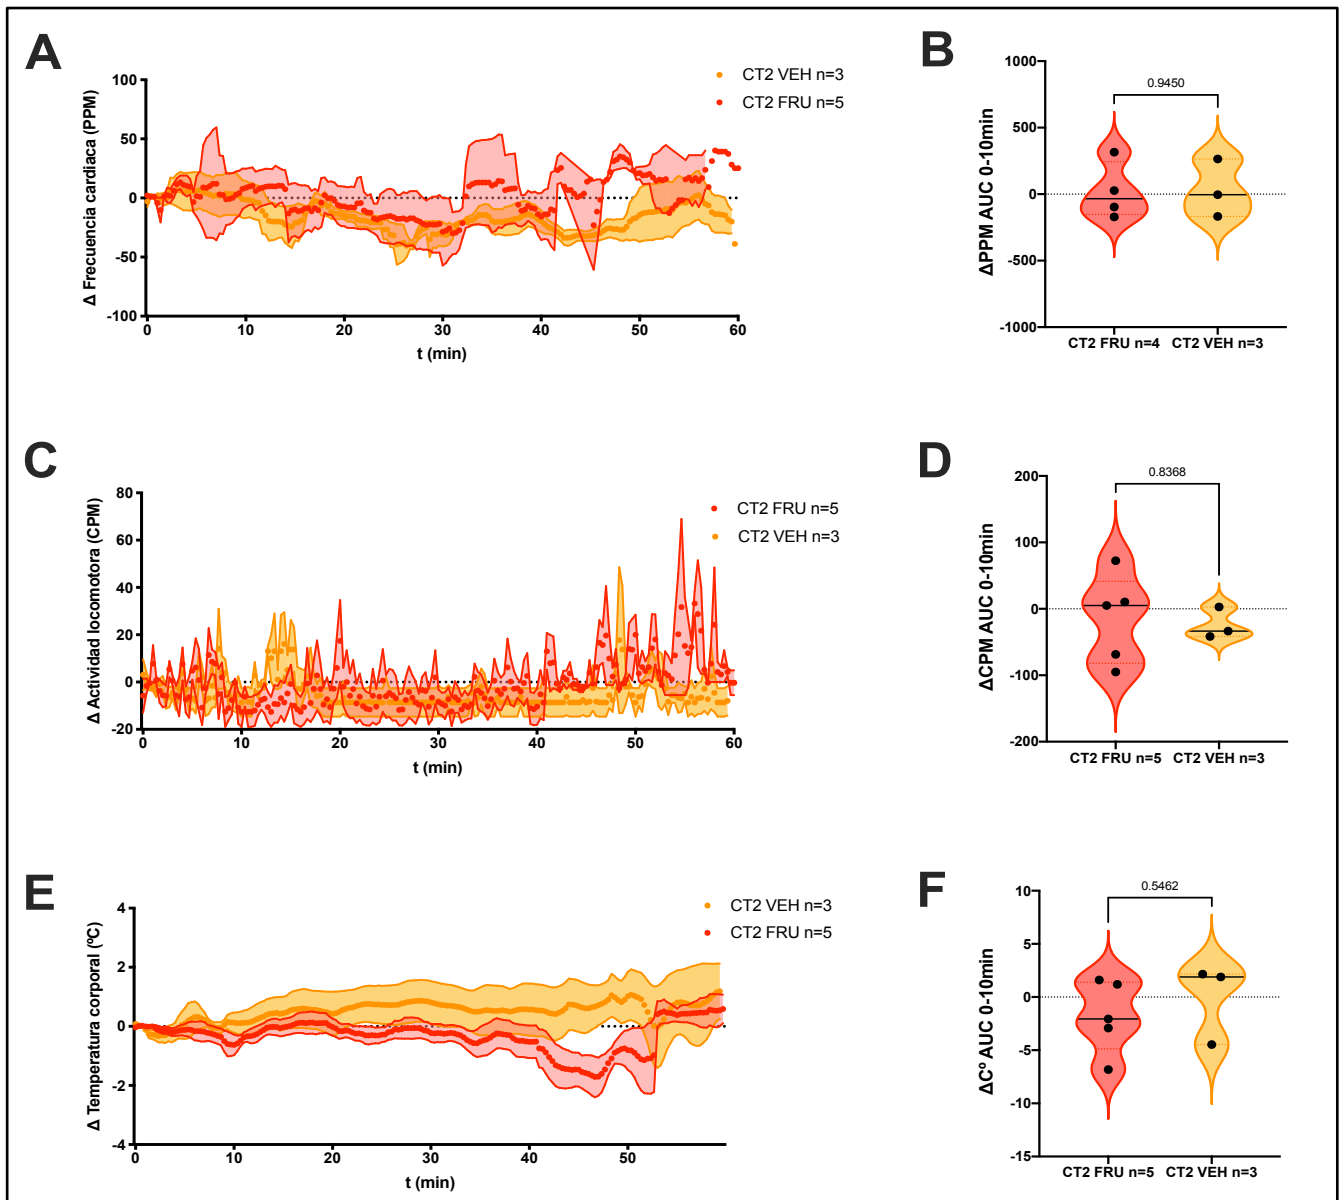 A
CT2 VEH n=3
CT2 FRU n=5
Δ Frecuencia cardiaca (PPM)
100
50
0
-50
-100
0 10 20 30 40 50 60
t (min)
B
0.9450
ΔPPM AUC 0-10min
1000
500
0
-500
-1000
CT2 FRU n=4 CT2 VEH n=3
C
CT2 FRU n=5
CT2 VEH n=3
Δ Actividad locomotora (CPM)
80
60
40
20
0
-20
0 10 20 30 40 50 60
t (min)
D
0.8368
ΔCPM AUC 0-10min
200
100
0
-100
-200
CT2 FRU n=5 CT2 VEH n=3
E
CT2 VEH n=3
CT2 FRU n=5
Δ Temperatura corporal (ºC)
4
2
0
-2
-4
0 10 20 30 40 50
t (min)
F
0.5462
ΔCº AUC 0-10min
10
5
0
-5
-10
-15
CT2 FRU n=5 CT2 VEH n=3